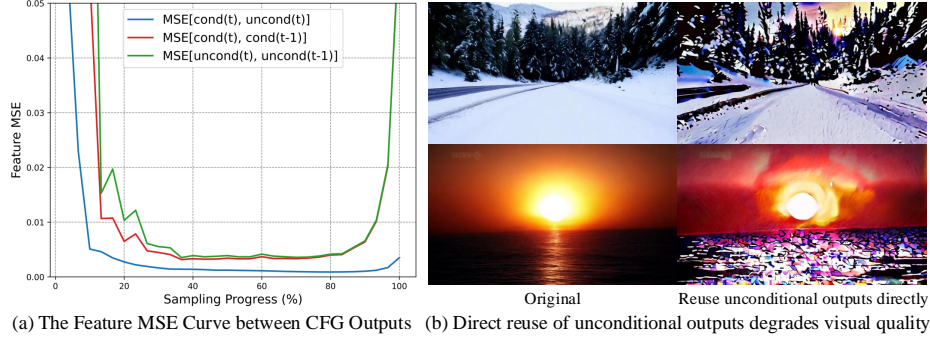 0.05
0.04
0.03
0.02
0.01
0.00
Feature MSE
MSE[cond(t), uncond(t)]
MSE[cond(t), cond(t-1)]
MSE[uncond(t), uncond(t-1)]
0 20 40 60 80 100
Sampling Progress (%)
(a) The Feature MSE Curve between CFG Outputs
Original
Reuse unconditional outputs directly
(b) Direct reuse of unconditional outputs degrades visual quality